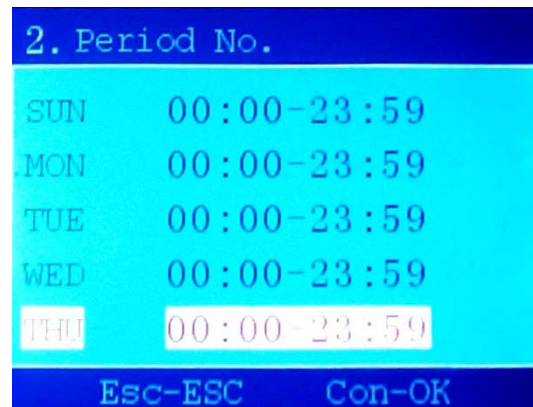 2. Period No.
SUN 00:00-23:59
MON 00:00-23:59
TUE 00:00-23:59
WED 00:00-23:59
THU 00:00-23:59
Esc-ESC Con-OK